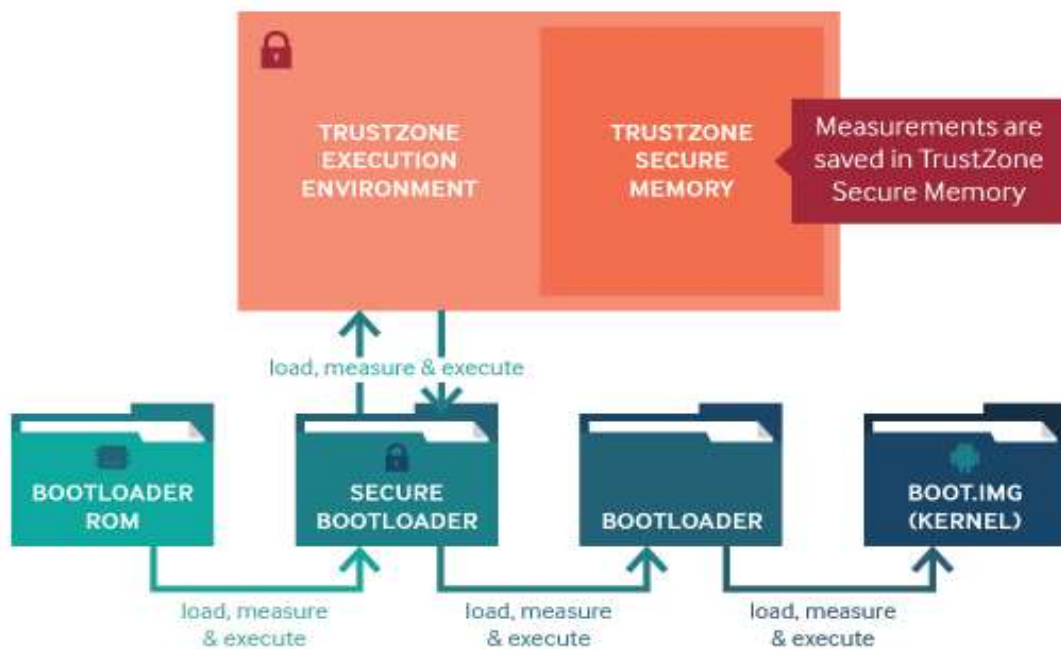 TRUSTZONE
EXECUTION
ENVIRONMENT
TRUSTZONE
SECURE
MEMORY
Measurements are
saved in TrustZone
Secure Memory
load, measure & execute
BOOTLOADER
ROM
SECURE
BOOTLOADER
BOOTLOADER
BOOT.IMG
(KERNEL)
load, measure
& execute
load, measure
& execute
load, measure
& execute